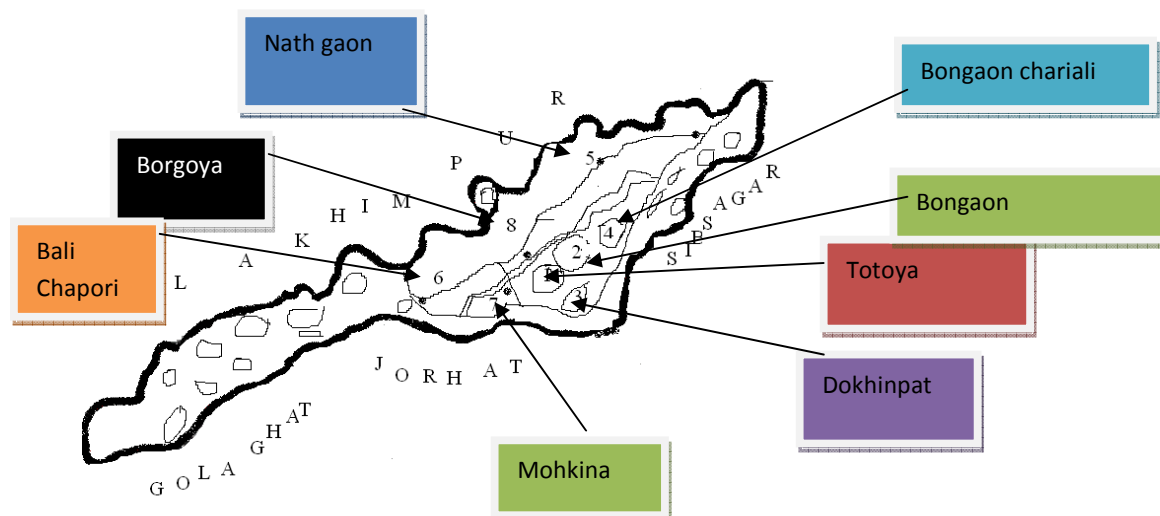 Nath gaon
Bongaon chariali
Borgoya
Bongaon
Bali
Chapori
Totoya
Dokhinpat
Mohkina
L A K H I M P U R
S I B S A G A R
J O R H A T
G O L A G H A T
5
8
4
2
6
1
3
7